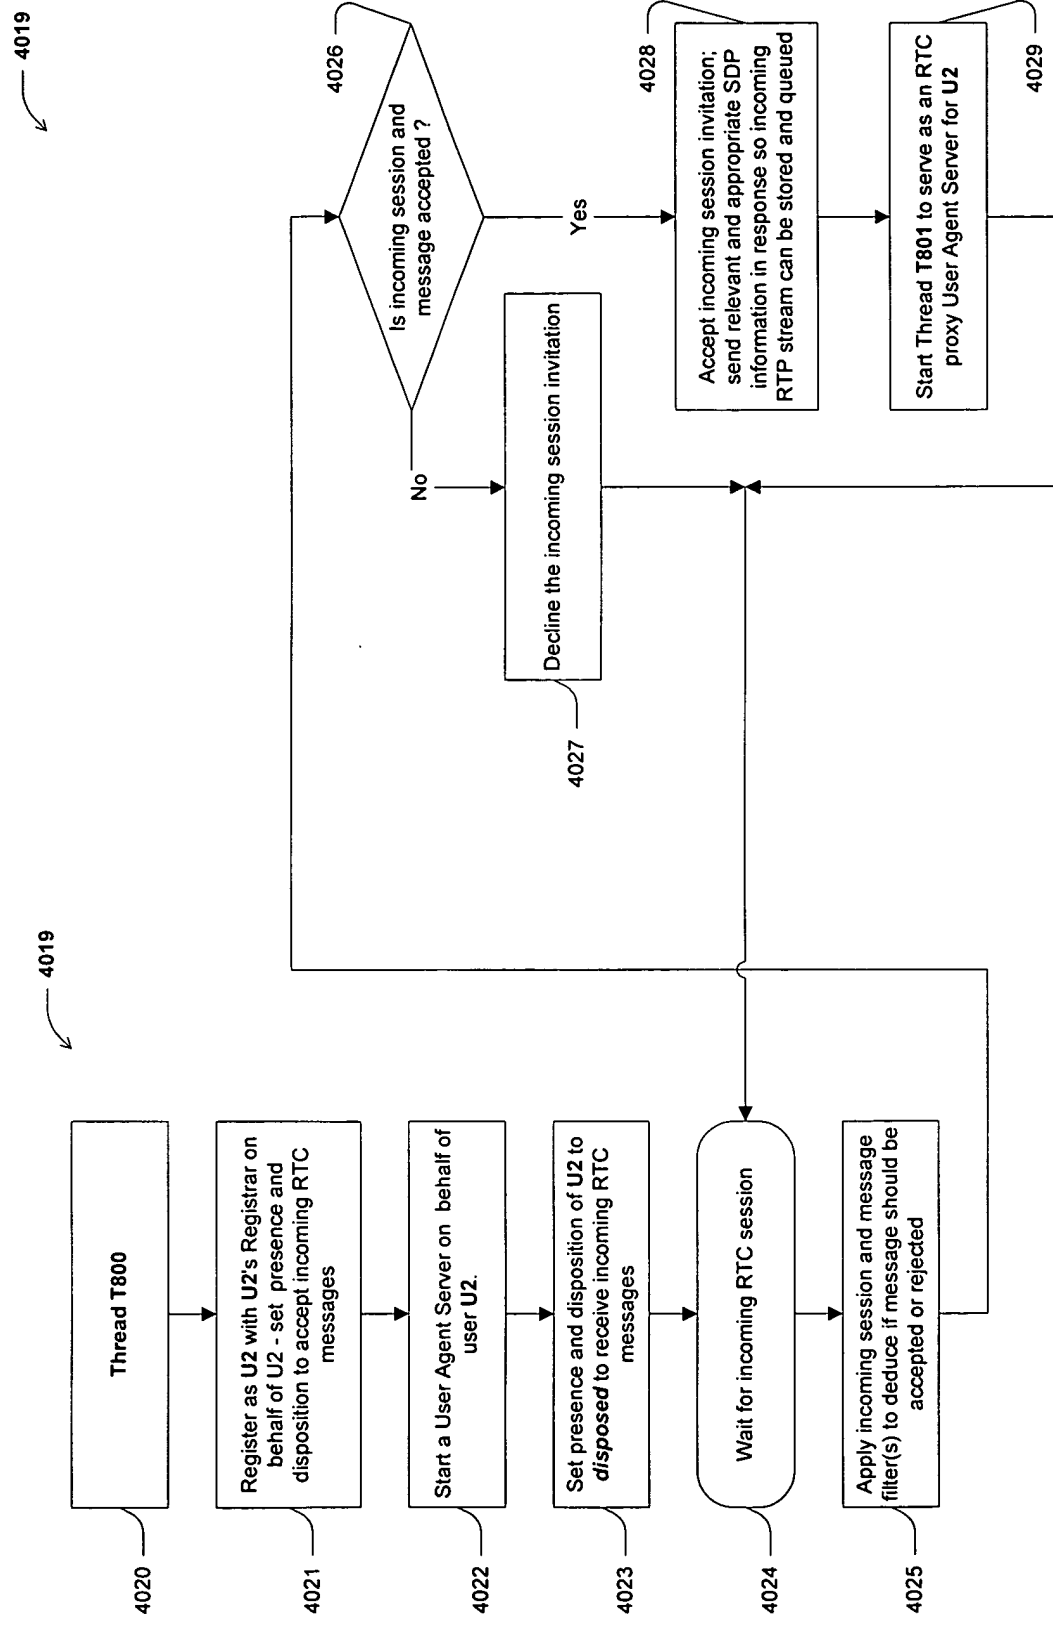 4019
Thread T800
4020
Register as U2 with U2's Registrar on
behalf of U2 - set presence and
disposition to accept incoming RTC
messages
4021
Start a User Agent Server on behalf of
user U2.
4022
Set presence and disposition of U2 to
disposed to receive incoming RTC
messages
4023
Wait for incoming RTC session
4024
Apply incoming session and message
filter(s) to deduce if message should be
accepted or rejected
4025
4019
Is incoming session and
message accepted ?
4026
No
Yes
Decline the incoming session invitation
4027
Accept incoming session invitation;
send relevant and appropriate SDP
information in response so incoming
RTP stream can be stored and queued
4028
Start Thread T801 to serve as an RTC
proxy User Agent Server for U2
4029